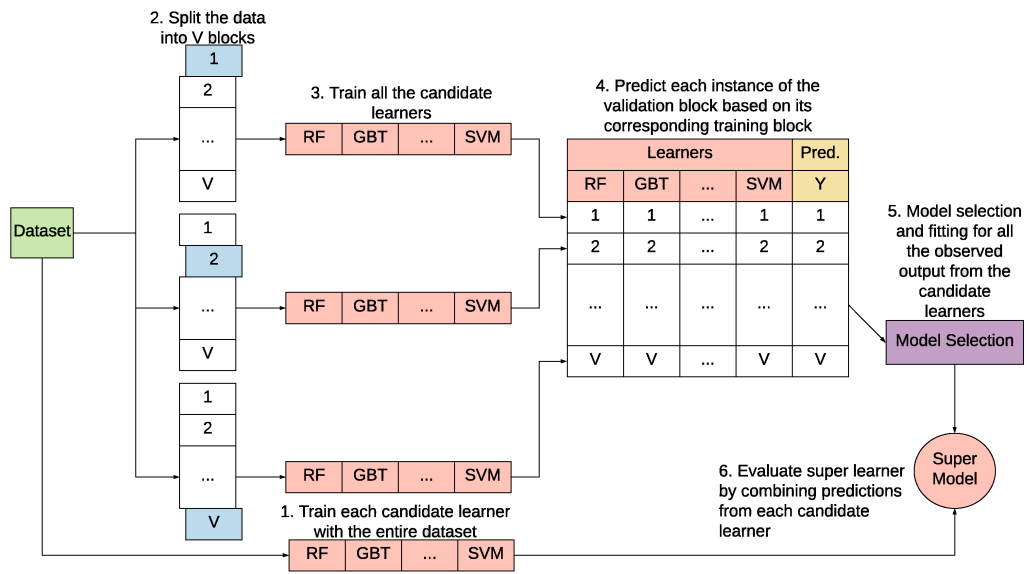 2. Split the data
into V blocks
1
2
...
V
3. Train all the candidate
learners
RF GBT ... SVM
4. Predict each instance of the
validation block based on its
corresponding training block
Learners Pred.
RF GBT ... SVM Y
1 1 ... 1 1
2 2 ... 2 2
... ... ... ... ...
V V ... V V
Dataset
1
2
...
V
RF GBT ... SVM
5. Model selection
and fitting for all
the observed
output from the
candidate
learners
Model Selection
1
2
...
V
RF GBT ... SVM
Super
Model
6. Evaluate super learner
by combining predictions
from each candidate
learner
1. Train each candidate learner
with the entire dataset
RF GBT ... SVM